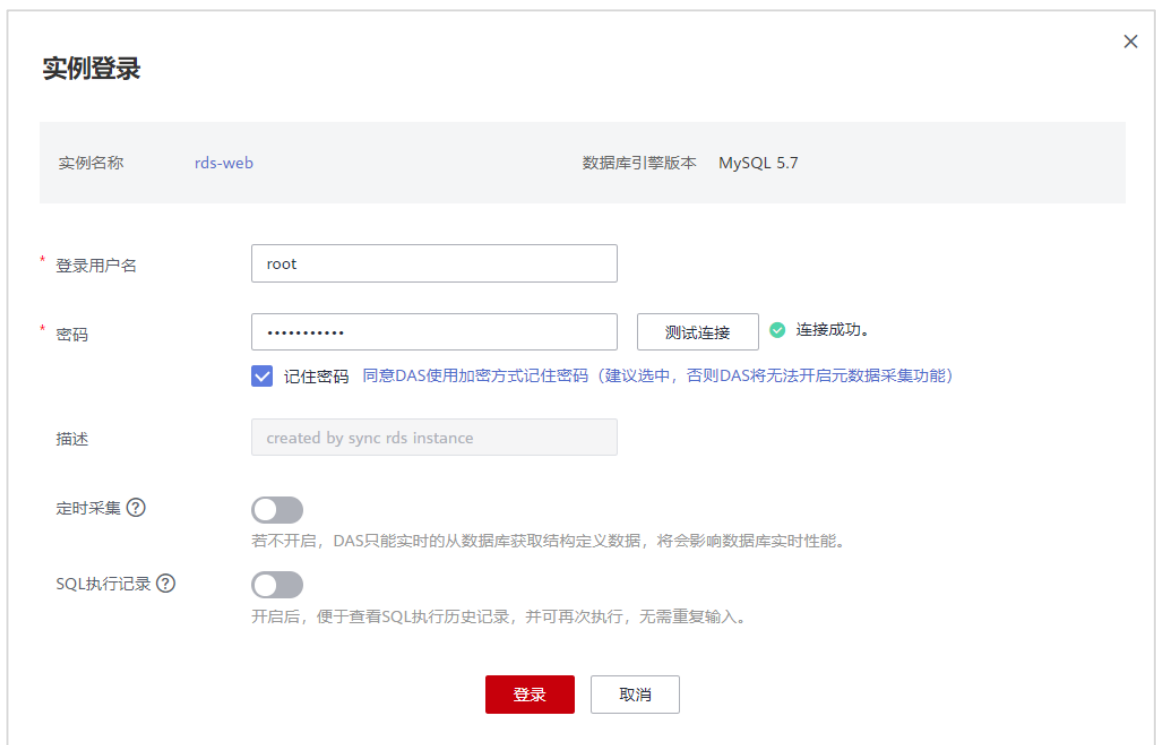 实例登录
实例名称 rds-web 数据库引擎版本 MySQL 5.7
* 登录用户名 root
* 密码 ●●●●●●●●●●● 测试连接 连接成功。
记住密码 同意DAS使用加密方式记住密码（建议选中，否则DAS将无法开启元数据采集功能）
描述 created by sync rds instance
定时采集 ?
若不开启，DAS只能实时的从数据库获取结构定义数据，将会影响数据库实时性能。
SQL执行记录 ?
开启后，便于查看SQL执行历史记录，并可再次执行，无需重复输入。
登录 取消